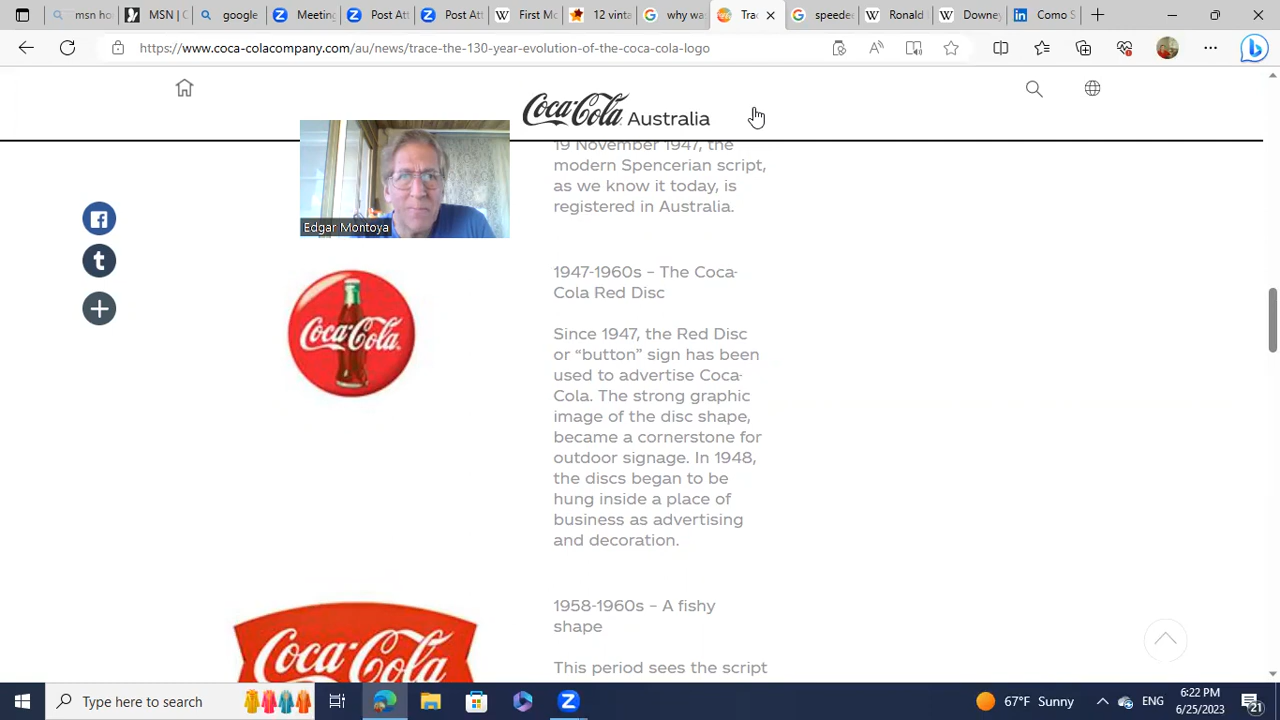 msn ho
MSN | C
google
Meeting
Post Att
Post Att
First Mo
12 vinta
why wa
Trac
speede
Ronald
Downey
Como S
https://www.coca-colacompany.com/au/news/trace-the-130-year-evolution-of-the-coca-cola-logo
Coca-Cola Australia
19 November 1947, the
modern Spencerian script,
as we know it today, is
registered in Australia.
Edgar Montoya
1947-1960s – The Coca-
Cola Red Disc
Coca-Cola
Since 1947, the Red Disc
or “button” sign has been
used to advertise Coca-
Cola. The strong graphic
image of the disc shape,
became a cornerstone for
outdoor signage. In 1948,
the discs began to be
hung inside a place of
business as advertising
and decoration.
1958-1960s – A fishy
shape
Coca-Cola
This period sees the script
Type here to search
67°F Sunny
ENG
6:22 PM
6/25/2023
21